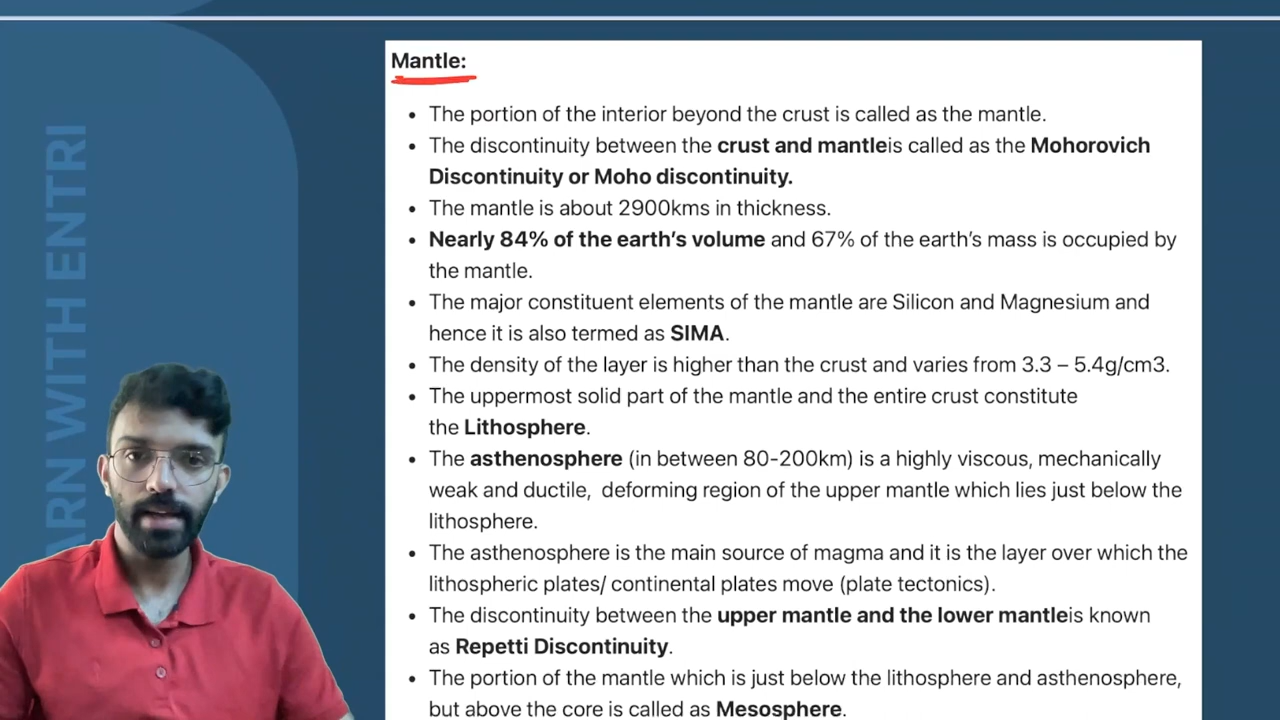 Mantle:
• The portion of the interior beyond the crust is called as the mantle.
• The discontinuity between the crust and mantleis called as the Mohorovich
Discontinuity or Moho discontinuity.
• The mantle is about 2900kms in thickness.
• Nearly 84% of the earth’s volume and 67% of the earth’s mass is occupied by
the mantle.
• The major constituent elements of the mantle are Silicon and Magnesium and
hence it is also termed as SIMA.
• The density of the layer is higher than the crust and varies from 3.3 – 5.4g/cm3.
• The uppermost solid part of the mantle and the entire crust constitute
the Lithosphere.
• The asthenosphere (in between 80-200km) is a highly viscous, mechanically
weak and ductile, deforming region of the upper mantle which lies just below the
lithosphere.
• The asthenosphere is the main source of magma and it is the layer over which the
lithospheric plates/ continental plates move (plate tectonics).
• The discontinuity between the upper mantle and the lower mantleis known
as Repetti Discontinuity.
• The portion of the mantle which is just below the lithosphere and asthenosphere,
but above the core is called as Mesosphere.
ARN WITH ENTRI